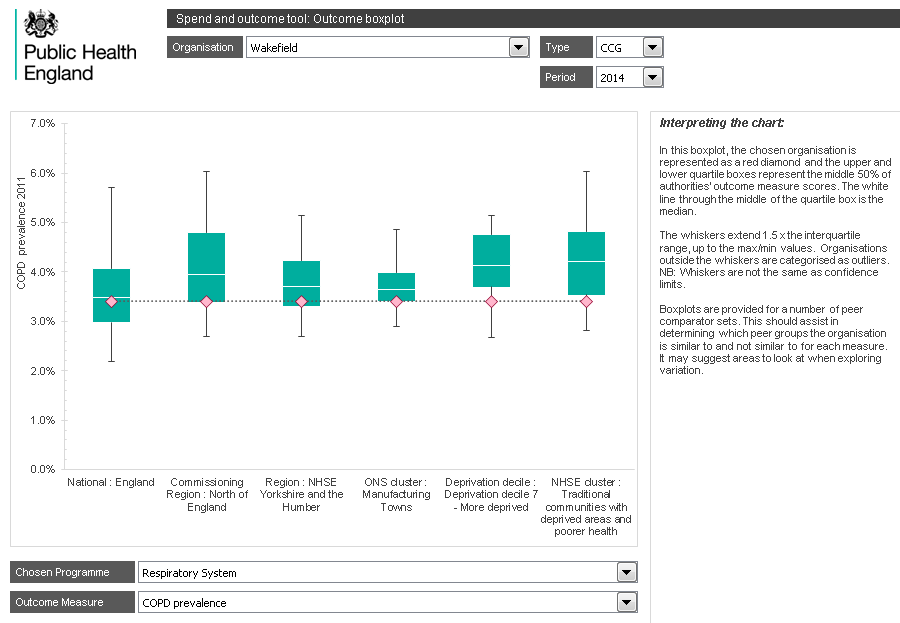 Public Health
England
Spend and outcome tool: Outcome boxplot
Organisation
Wakefield
Type
CCG
Period
2014
COPD prevalence 2011
7.0%
6.0%
5.0%
4.0%
3.0%
2.0%
1.0%
0.0%
National : England
Commissioning
Region : North of
England
Region : NHSE
Yorkshire and the
Humber
ONS cluster :
Manufacturing
Towns
Deprivation decile :
Deprivation decile 7
- More deprived
NHSE cluster :
Traditional
communities with
deprived areas and
poorer health
Interpreting the chart:
In this boxplot, the chosen organisation is
represented as a red diamond and the upper and
lower quartile boxes represent the middle 50% of
authorities' outcome measure scores. The white
line through the middle of the quartile box is the
median.
The whiskers extend 1.5 x the interquartile
range, up to the max/min values. Organisations
outside the whiskers are categorised as outliers.
NB: Whiskers are not the same as confidence
limits.
Boxplots are provided for a number of peer
comparator sets. This should assist in
determining which peer groups the organisation
is similar to and not similar to for each measure.
It may suggest areas to look at when exploring
variation.
Chosen Programme
Respiratory System
Outcome Measure
COPD prevalence